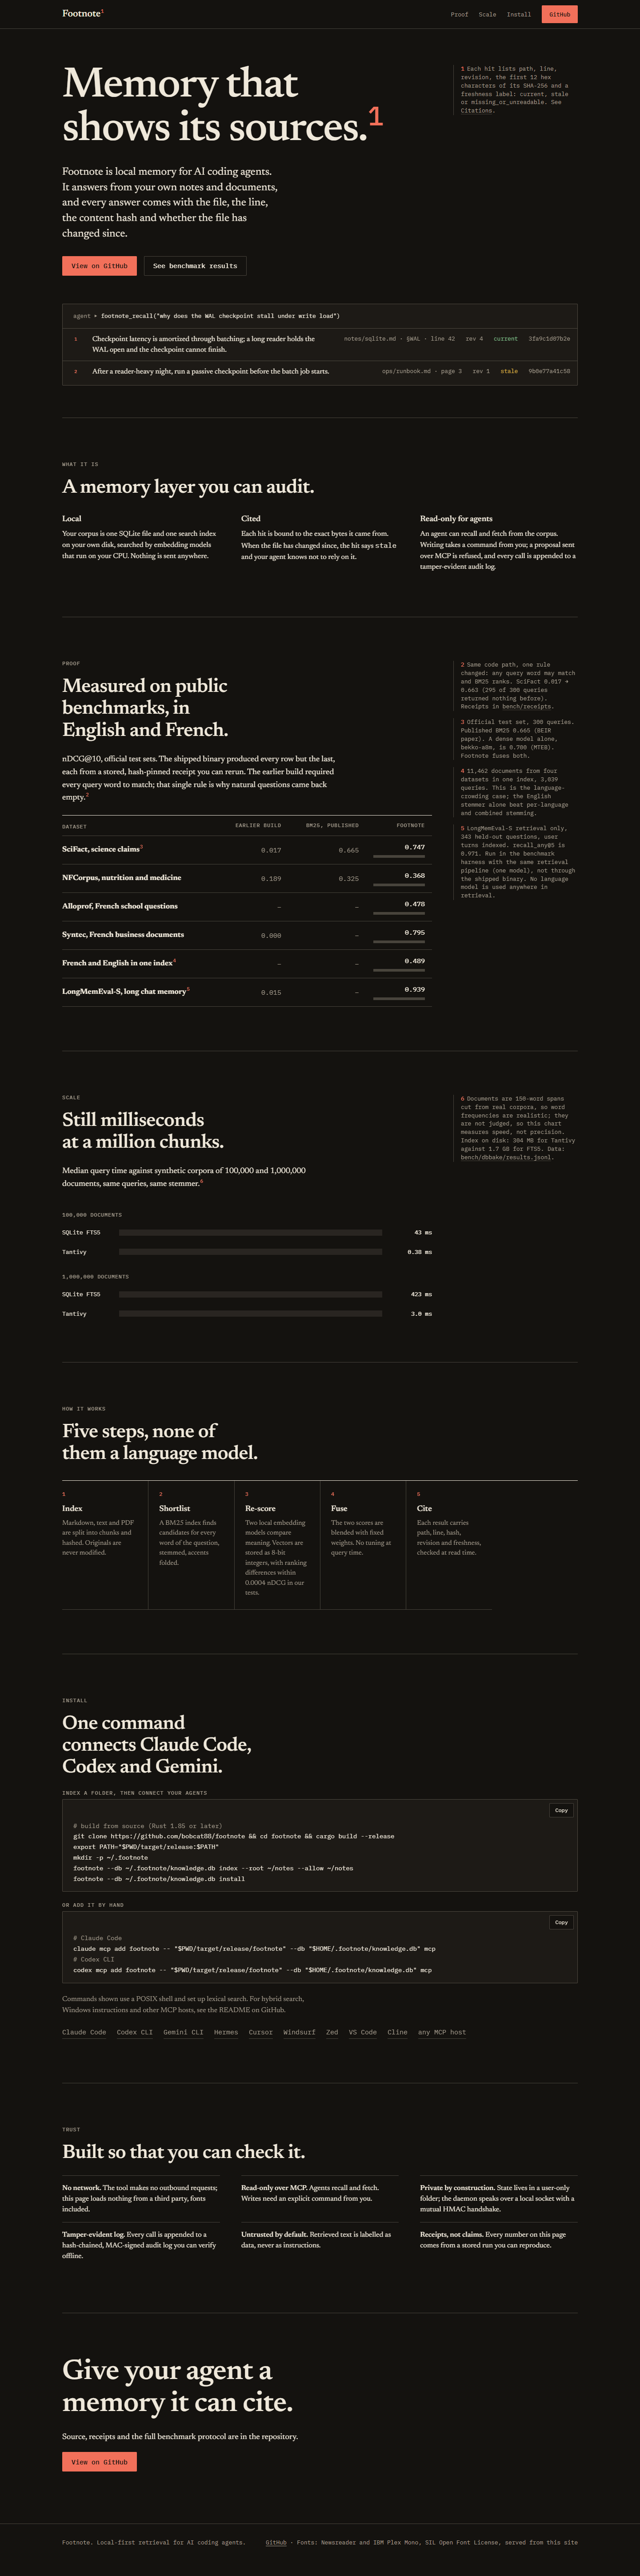 Footnote1
Proof Scale Install GitHub
Memory that
shows its sources.1
1 Each hit lists path, line,
revision, the first 12 hex
characters of its SHA-256 and a
freshness label: current, stale
or missing_or_unreadable. See
Citations.
Footnote is local memory for AI coding agents.
It answers from your own notes and documents,
and every answer comes with the file, the line,
the content hash and whether the file has
changed since.
View on GitHub See benchmark results
agent ▸ footnote_recall("why does the WAL checkpoint stall under write load")
1 Checkpoint latency is amortized through batching; a long reader holds the
WAL open and the checkpoint cannot finish.
notes/sqlite.md · §WAL · line 42 rev 4 current 3fa9c1d07b2e
2 After a reader-heavy night, run a passive checkpoint before the batch job starts.
ops/runbook.md · page 3 rev 1 stale 9b0e77a41c58
WHAT IT IS
A memory layer you can audit.
Local
Your corpus is one SQLite file and one search index
on your own disk, searched by embedding models
that run on your CPU. Nothing is sent anywhere.
Cited
Each hit is bound to the exact bytes it came from.
When the file has changed since, the hit says stale
and your agent knows not to rely on it.
Read-only for agents
An agent can recall and fetch from the corpus.
Writing takes a command from you; a proposal sent
over MCP is refused, and every call is appended to a
tamper-evident audit log.
PROOF
Measured on public
benchmarks, in
English and French.
nDCG@10, official test sets. The shipped binary produced every row but the last,
each from a stored, hash-pinned receipt you can rerun. The earlier build required
every query word to match; that single rule is why natural questions came back
empty.2
2 Same code path, one rule
changed: any query word may match
and BM25 ranks. SciFact 0.017 →
0.663 (295 of 300 queries
returned nothing before).
Receipts in bench/receipts.
3 Official test set, 300 queries.
Published BM25 0.665 (BEIR
paper). A dense model alone,
bekko-a8m, is 0.700 (MTEB).
Footnote fuses both.
4 11,462 documents from four
datasets in one index, 3,039
queries. This is the language-
crowding case; the English
stemmer alone beat per-language
and combined stemming.
5 LongMemEval-S retrieval only,
343 held-out questions, user
turns indexed. recall_any@5 is
0.971. Run in the benchmark
harness with the same retrieval
pipeline (one model), not through
the shipped binary. No language
model is used anywhere in
retrieval.
DATASET EARLIER BUILD BM25, PUBLISHED FOOTNOTE
SciFact, science claims3 0.017 0.665 0.747
NFCorpus, nutrition and medicine 0.189 0.325 0.368
Alloprof, French school questions – – 0.478
Syntec, French business documents 0.000 – 0.795
French and English in one index4 – – 0.489
LongMemEval-S, long chat memory5 0.015 – 0.939
SCALE
Still milliseconds
at a million chunks.
Median query time against synthetic corpora of 100,000 and 1,000,000
documents, same queries, same stemmer.6
6 Documents are 150-word spans
cut from real corpora, so word
frequencies are realistic; they
are not judged, so this chart
measures speed, not precision.
Index on disk: 304 MB for Tantivy
against 1.7 GB for FTS5. Data:
bench/dbbake/results.jsonl.
100,000 DOCUMENTS
SQLite FTS5 43 ms
Tantivy 0.38 ms
1,000,000 DOCUMENTS
SQLite FTS5 423 ms
Tantivy 3.0 ms
HOW IT WORKS
Five steps, none of
them a language model.
1
Index
Markdown, text and PDF
are split into chunks and
hashed. Originals are
never modified.
2
Shortlist
A BM25 index finds
candidates for every
word of the question,
stemmed, accents
folded.
3
Re-score
Two local embedding
models compare
meaning. Vectors are
stored as 8-bit
integers, with ranking
differences within
0.0004 nDCG in our
tests.
4
Fuse
The two scores are
blended with fixed
weights. No tuning at
query time.
5
Cite
Each result carries
path, line, hash,
revision and freshness,
checked at read time.
INSTALL
One command
connects Claude Code,
Codex and Gemini.
INDEX A FOLDER, THEN CONNECT YOUR AGENTS
Copy
# build from source (Rust 1.85 or later)
git clone https://github.com/bobcat88/footnote && cd footnote && cargo build --release
export PATH="$PWD/target/release:$PATH"
mkdir -p ~/.footnote
footnote --db ~/.footnote/knowledge.db index --root ~/notes --allow ~/notes
footnote --db ~/.footnote/knowledge.db install
OR ADD IT BY HAND
Copy
# Claude Code
claude mcp add footnote -- "$PWD/target/release/footnote" --db "$HOME/.footnote/knowledge.db" mcp
# Codex CLI
codex mcp add footnote -- "$PWD/target/release/footnote" --db "$HOME/.footnote/knowledge.db" mcp
Commands shown use a POSIX shell and set up lexical search. For hybrid search,
Windows instructions and other MCP hosts, see the README on GitHub.
Claude Code Codex CLI Gemini CLI Hermes Cursor Windsurf Zed VS Code Cline any MCP host
TRUST
Built so that you can check it.
No network. The tool makes no outbound requests;
this page loads nothing from a third party, fonts
included.
Read-only over MCP. Agents recall and fetch.
Writes need an explicit command from you.
Private by construction. State lives in a user-only
folder; the daemon speaks over a local socket with a
mutual HMAC handshake.
Tamper-evident log. Every call is appended to a
hash-chained, MAC-signed audit log you can verify
offline.
Untrusted by default. Retrieved text is labelled as
data, never as instructions.
Receipts, not claims. Every number on this page
comes from a stored run you can reproduce.
Give your agent a
memory it can cite.
Source, receipts and the full benchmark protocol are in the repository.
View on GitHub
Footnote. Local-first retrieval for AI coding agents.
GitHub · Fonts: Newsreader and IBM Plex Mono, SIL Open Font License, served from this site